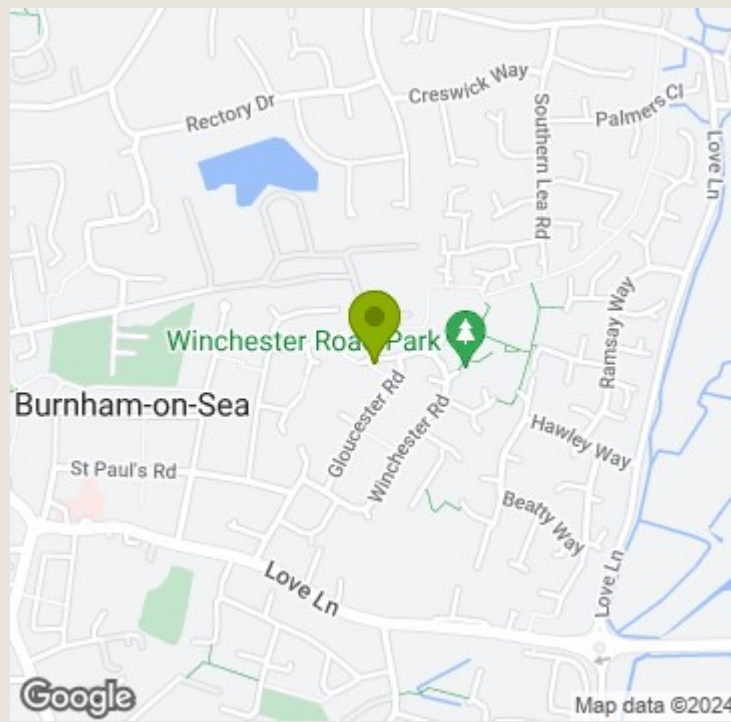 Creswick Way
Rectory Dr
Palmers Cl
Southern Lea Rd
Love Ln
Ramsay Way
Winchester Road Park
Burnham-on-Sea
Gloucester Rd
Winchester Rd
Hawley Way
St Paul's Rd
Beatty Way
Love Ln
Love Ln
Google
Map data ©2024